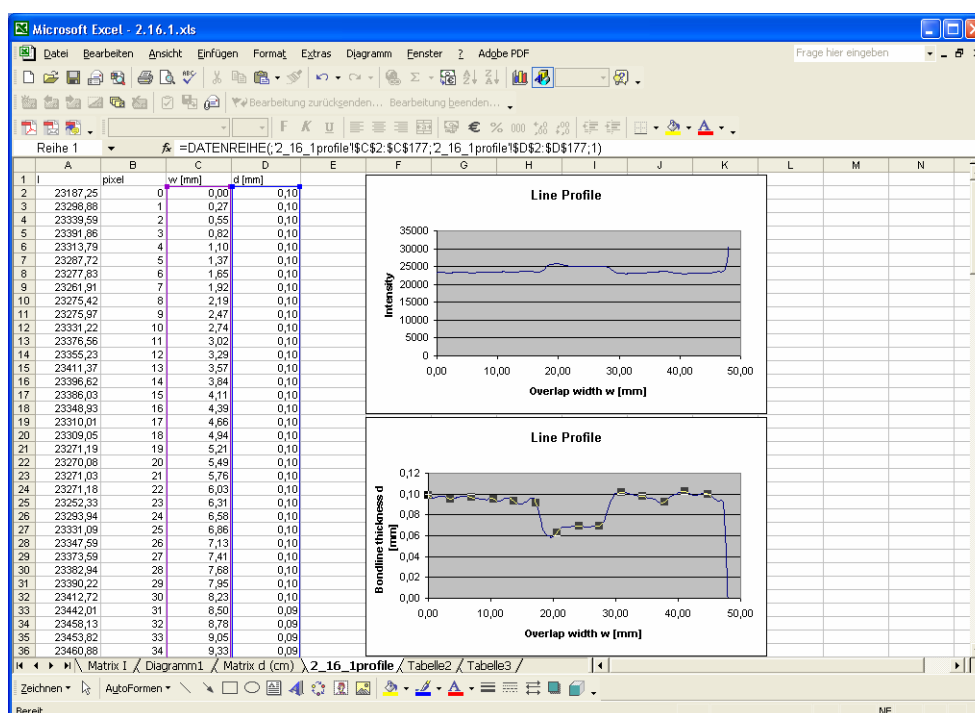 Microsoft Excel - 2.16.1.xls
Datei Bearbeiten Ansicht Einfügen Format Extras Diagramm Fenster ? Adobe PDF Frage hier eingeben
Bearbeitung zurücksenden... Bearbeitung beenden...
F K U € % 000
Reihe 1 fx =DATENREIHE(;'2_16_1profile'!$C$2:$C$177;'2_16_1profile'!$D$2:$D$177;1)
A B C D E F G H I J K L M N
1 I pixel w [mm] d [mm]
2 23187,25 0 0,00 0,10
3 23298,88 1 0,27 0,10
4 23339,59 2 0,55 0,10
5 23391,86 3 0,82 0,10
6 23313,79 4 1,10 0,10
7 23287,72 5 1,37 0,10
8 23277,83 6 1,65 0,10
9 23261,91 7 1,92 0,10
10 23275,42 8 2,19 0,10
11 23275,97 9 2,47 0,10
12 23331,22 10 2,74 0,10
13 23376,56 11 3,02 0,10
14 23355,23 12 3,29 0,10
15 23411,37 13 3,57 0,10
16 23396,62 14 3,84 0,10
17 23386,03 15 4,11 0,10
18 23348,93 16 4,39 0,10
19 23310,01 17 4,66 0,10
20 23309,05 18 4,94 0,10
21 23271,19 19 5,21 0,10
22 23270,08 20 5,49 0,10
23 23271,03 21 5,76 0,10
24 23271,18 22 6,03 0,10
25 23252,33 23 6,31 0,10
26 23293,94 24 6,58 0,10
27 23331,09 25 6,86 0,10
28 23347,59 26 7,13 0,10
29 23373,59 27 7,41 0,10
30 23382,94 28 7,68 0,10
31 23390,22 29 7,95 0,10
32 23412,72 30 8,23 0,10
33 23442,01 31 8,50 0,09
34 23458,13 32 8,78 0,09
35 23453,82 33 9,05 0,09
36 23460,88 34 9,33 0,09
Line Profile
35000
30000
25000
20000
15000
10000
5000
0
Intensity
0,00 10,00 20,00 30,00 40,00 50,00
Overlap width w [mm]
Line Profile
0,12
0,10
0,08
0,06
0,04
0,02
0,00
Bondline thickness d
[mm]
0,00 10,00 20,00 30,00 40,00 50,00
Overlap width w [mm]
Matrix I Diagramm1 Matrix d (cm) 2_16_1profile Tabelle2 Tabelle3
Zeichnen AutoFormen
Bereit NF